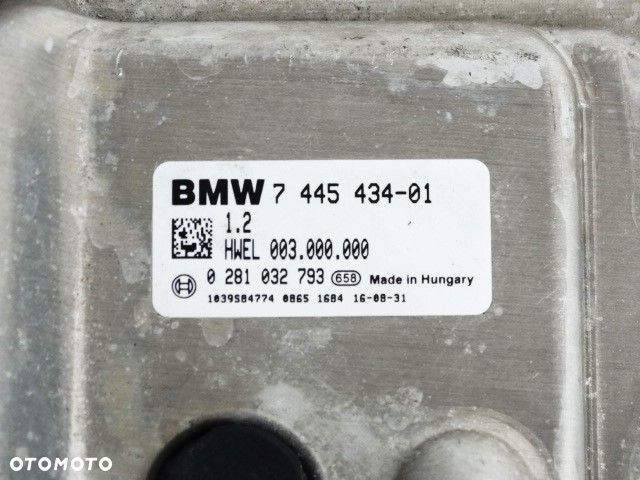 BMW 7 445 434-01
1.2
HWEL 003.000.000
0 281 032 793 658 Made in Hungary
1039S84774 0865 1684 16-08-31
OTOMOTO